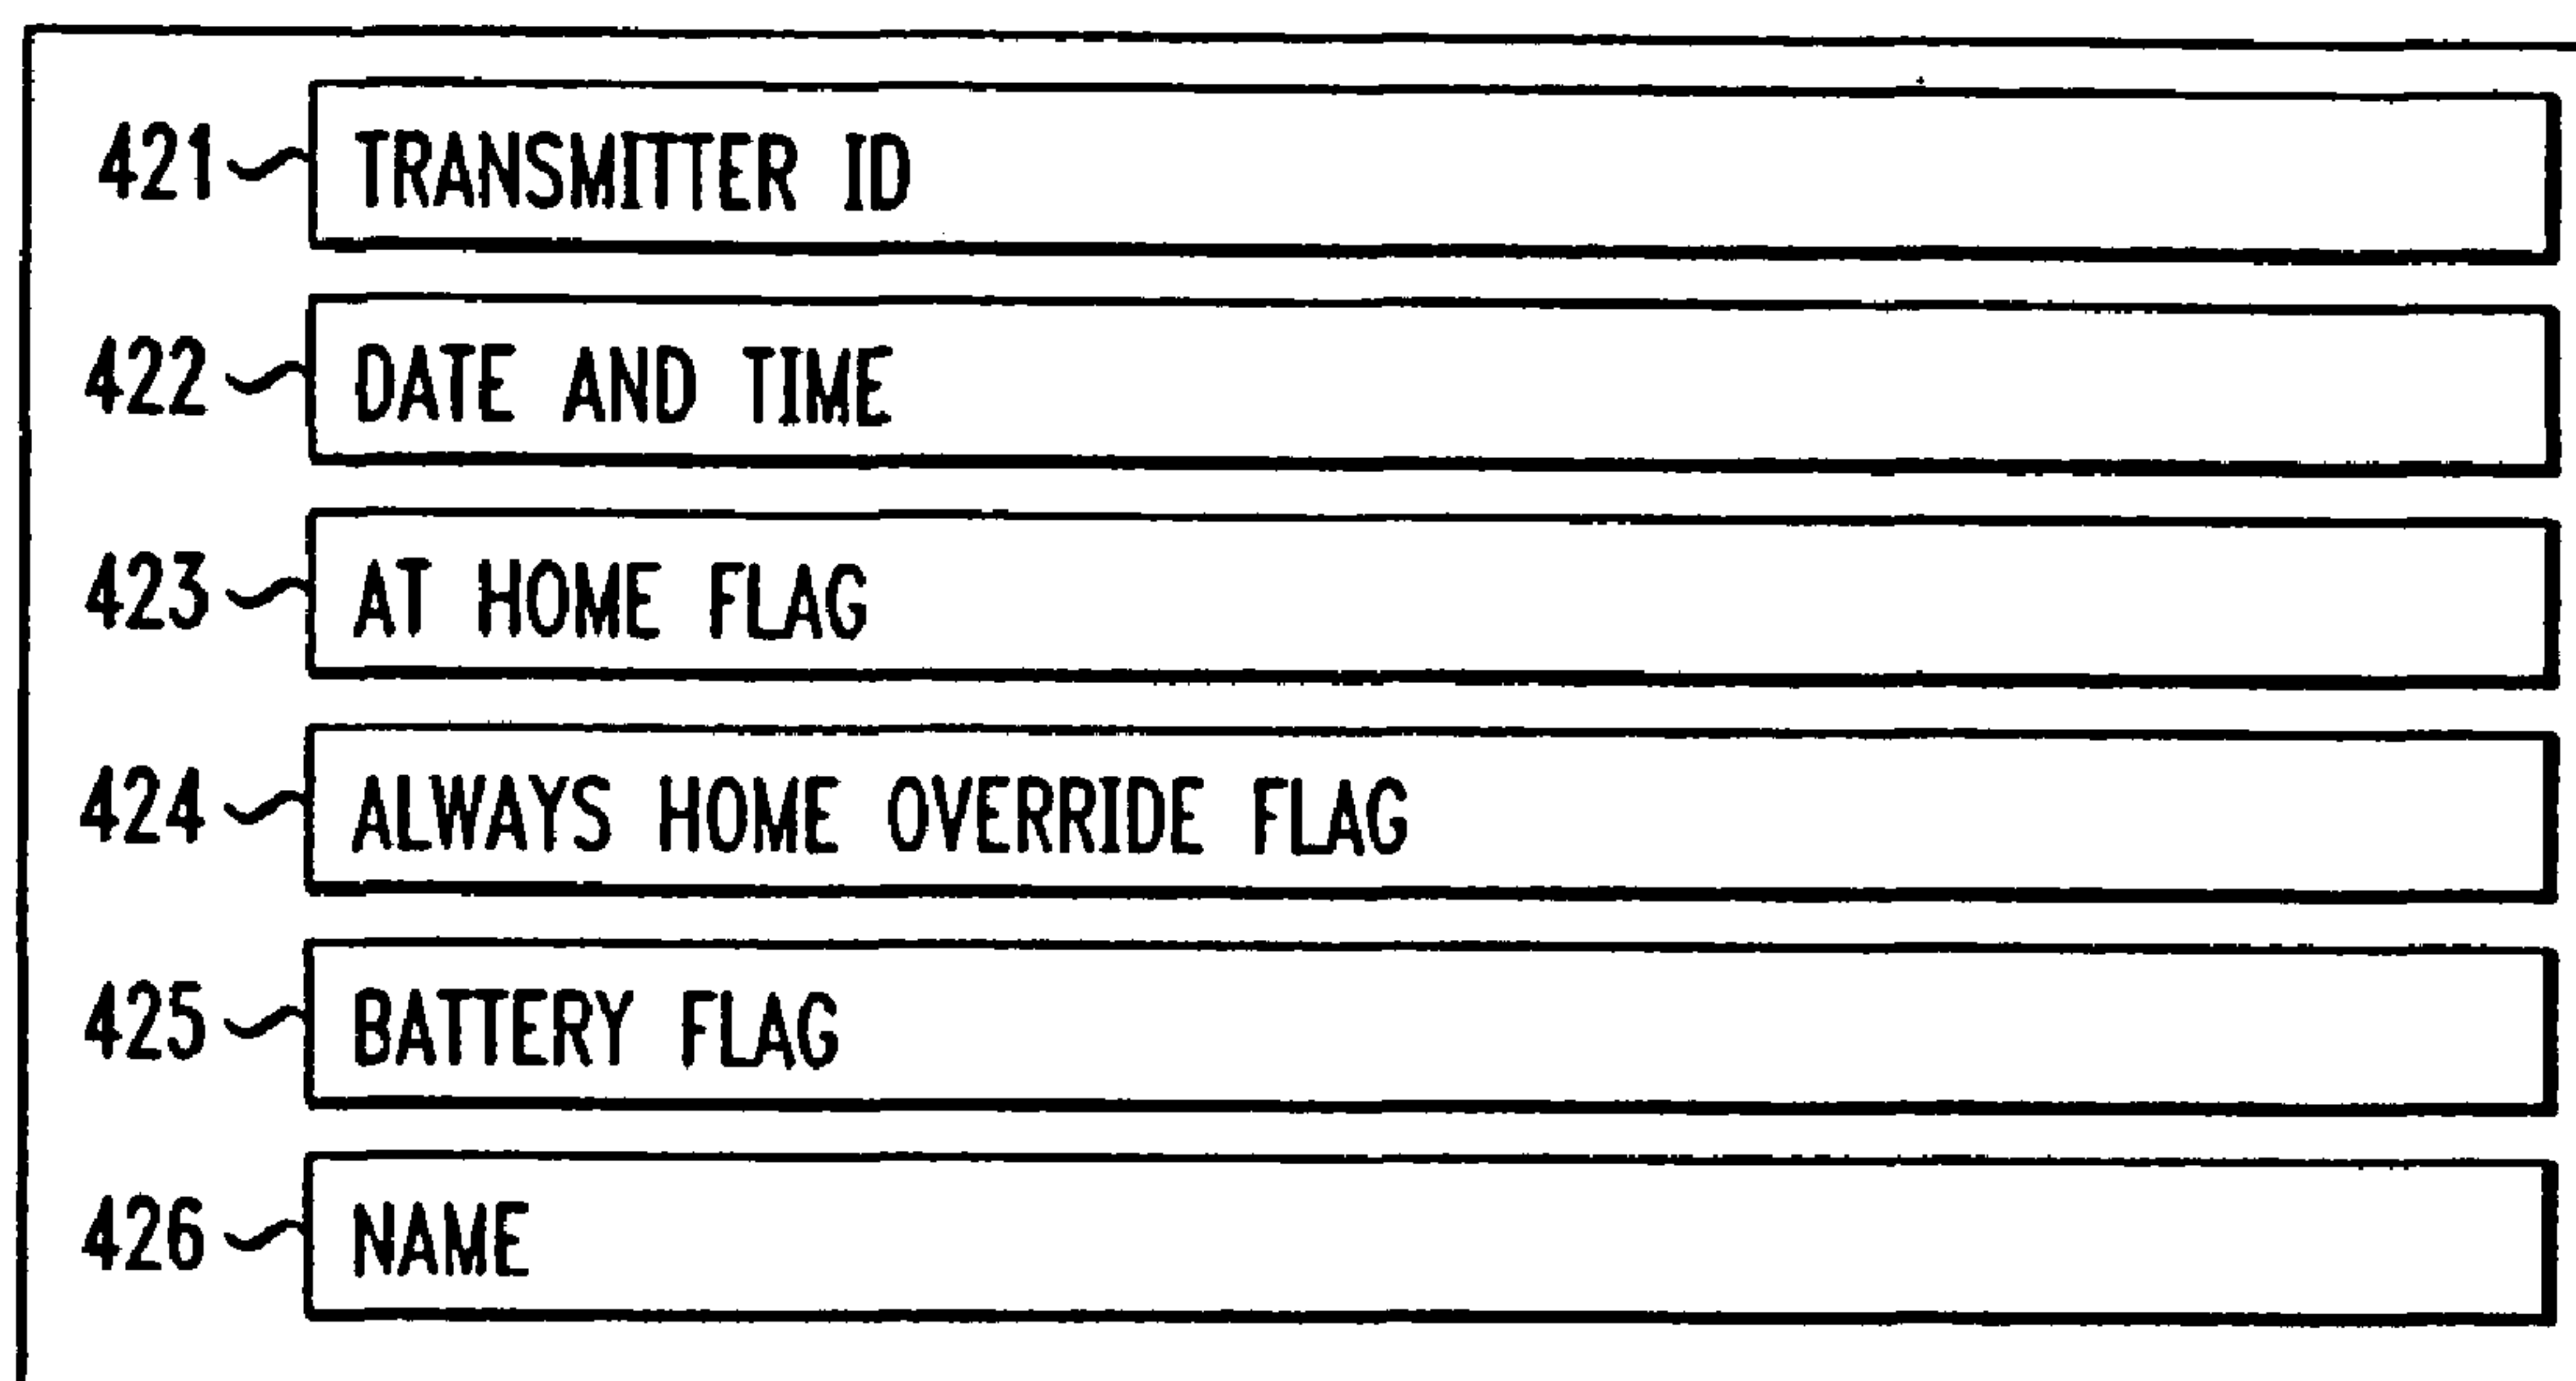 421 TRANSMITTER ID
422 DATE AND TIME
423 AT HOME FLAG
424 ALWAYS HOME OVERRIDE FLAG
425 BATTERY FLAG
426 NAME